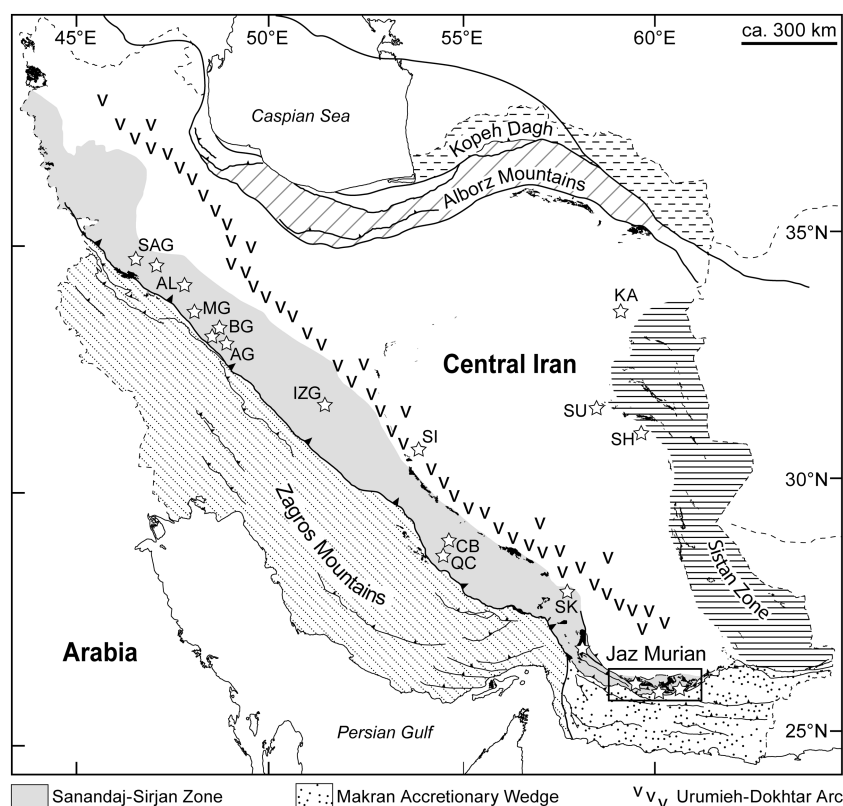 45°E 50°E 55°E 60°E ca. 300 km
Caspian Sea
Kopeh Dagh
Alborz Mountains
35°N
SAG
AL
MG
BG
AG
KA
Central Iran
IZG
SU
SI
SH
30°N
Zagros Mountains
CB
QC
Sistan Zone
SK
Arabia
Jaz Murian
Persian Gulf
25°N
Sanandaj-Sirjan Zone
Makran Accretionary Wedge
Urumieh-Dokhtar Arc